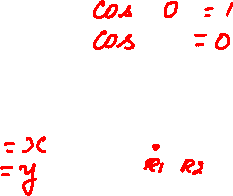 cos 0 = 1
cos = 0
= x
= y
R1 R2